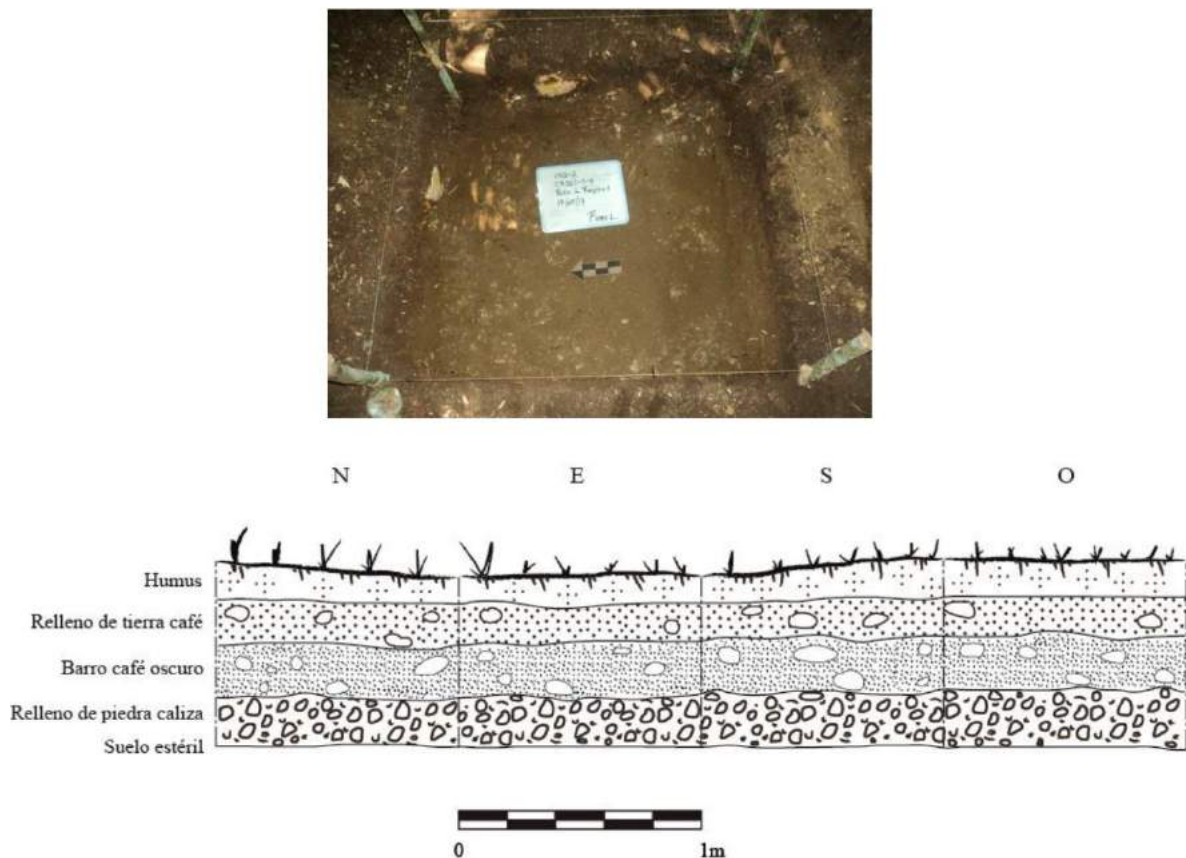 N E S O
Humus
Relleno de tierra café
Barro café oscuro
Relleno de piedra caliza
Suelo estéril
0 1m